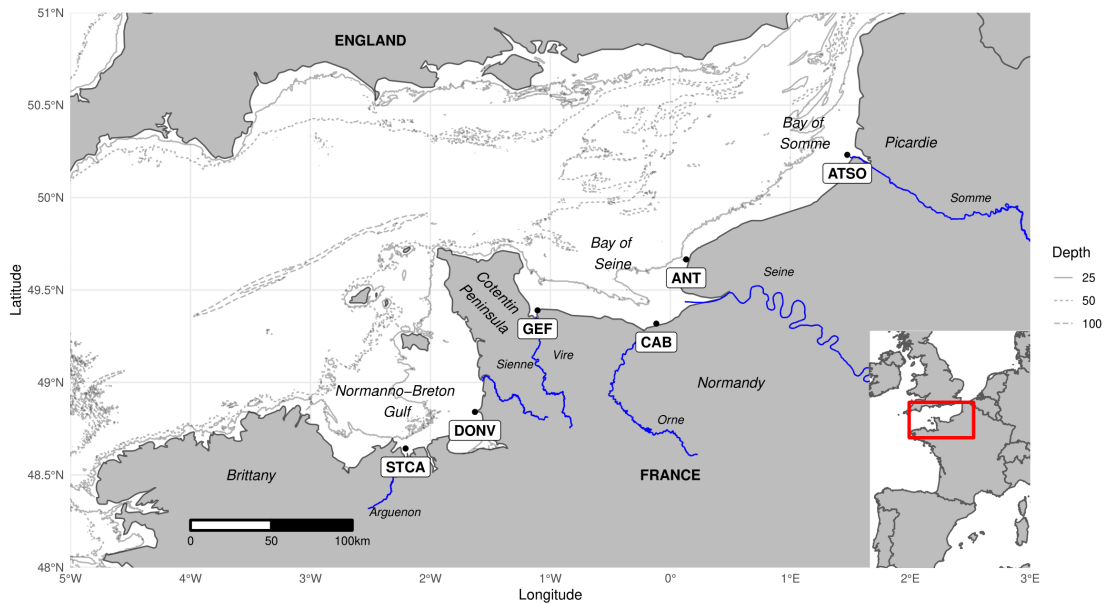 51°N
ENGLAND
50.5°N
Bay of
Somme
Picardie
ATSO
50°N
Somme
Bay of
Seine
ANT
Seine
Depth
25
50
100
Latitude
49.5°N
Cotentin
Peninsula
GEF
CAB
Sienne
Vire
49°N
Normanno−Breton
Gulf
Normandy
DONV
Orne
STCA
48.5°N
Brittany
FRANCE
Arguenon
0
50
100km
48°N
5°W
4°W
3°W
2°W
1°W
0°
1°E
2°E
3°E
Longitude